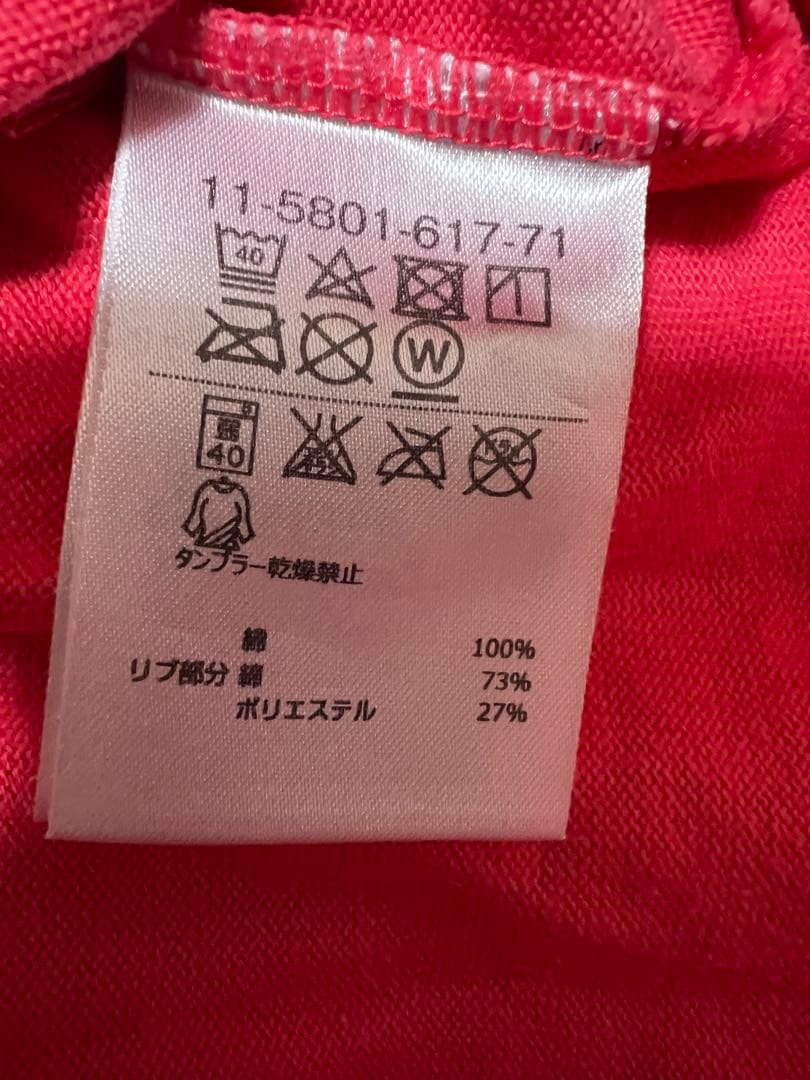 11-5801-617-71
40
W
弱
40
タンブラー乾燥禁止
綿 100%
リブ部分 綿 73%
ポリエステル 27%